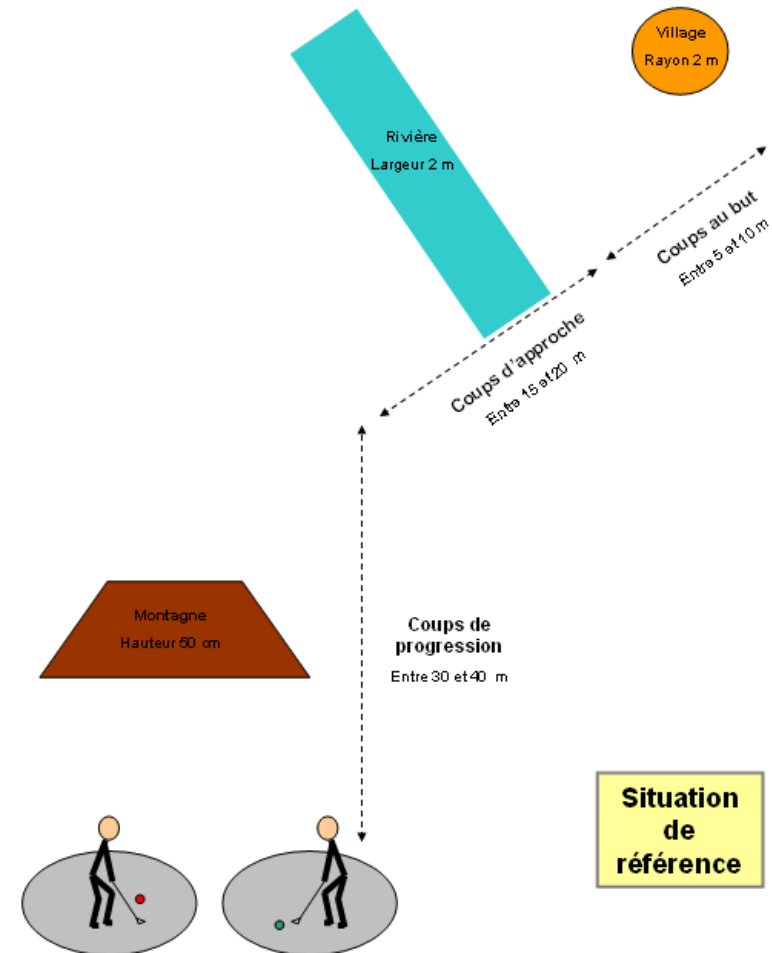 Village
Rayon 2 m
Rivière
Largeur 2 m
Coups au but
Entre 5 et 10 m
Coups d'approche
Entre 15 et 20 m
Montagne
Hauteur 50 cm
Coups de
progression
Entre 30 et 40 m
Situation
de
référence